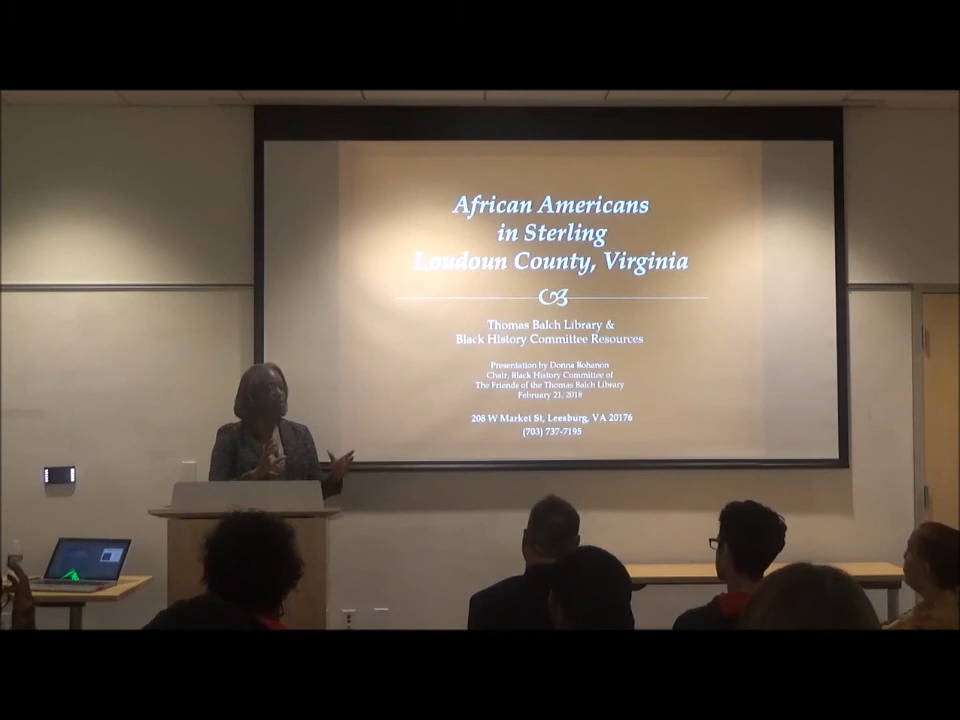 African Americans
in Sterling
Loudoun County, Virginia
Thomas Balch Library &
Black History Committee Resources
Presentation by Donna Bohanon
Chair, Black History Committee of
The Friends of the Thomas Balch Library
February 21, 2018
208 W Market St, Leesburg, VA 20176
(703) 737-7195